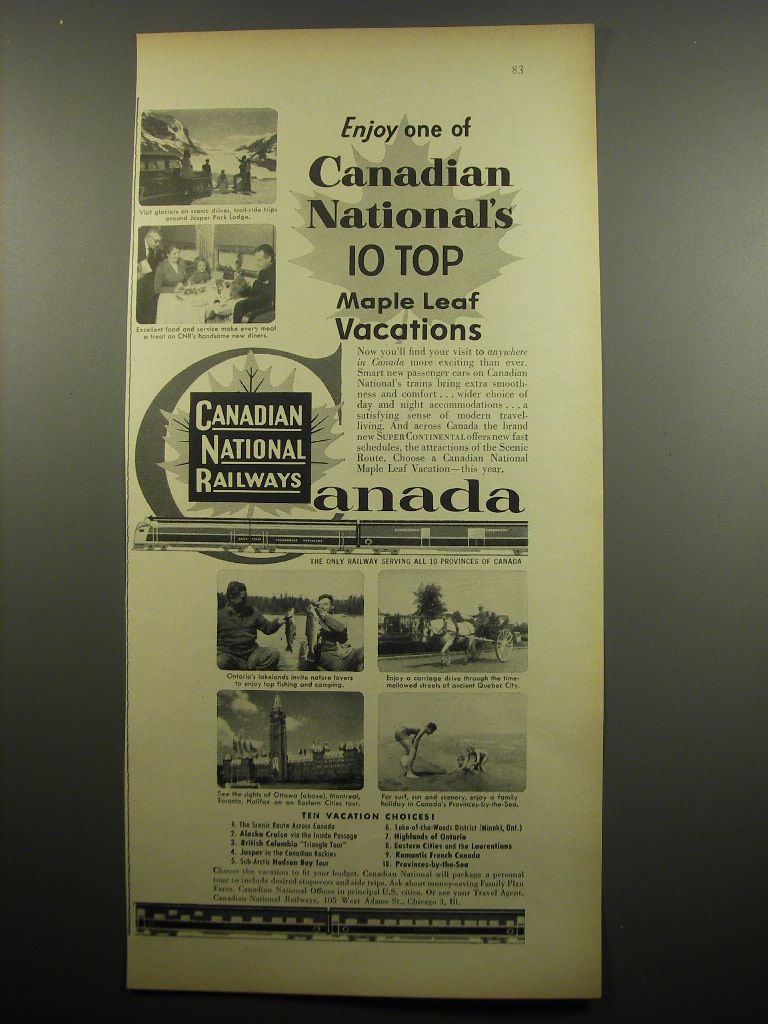 83
Enjoy one of
Canadian
National's
10 TOP
Maple Leaf
Vacations
Visit glaciers on scenic drives, trail-ride trips
around Jasper Park Lodge.
Excellent food and service make every meal
a treat on CNR's handsome new diners.
Now you'll find your visit to anywhere
in Canada more exciting than ever.
Smart new passenger cars on Canadian
National's trains bring extra smooth-
ness and comfort . . . wider choice of
day and night accommodations . . . a
satisfying sense of modern travel-
living. And across Canada the brand
new SUPER CONTINENTAL offers new fast
schedules, the attractions of the Scenic
Route. Choose a Canadian National
Maple Leaf Vacation—this year.
CANADIAN
NATIONAL
RAILWAYS
Canada
THE ONLY RAILWAY SERVING ALL 10 PROVINCES OF CANADA
Ontario's lakelands invite nature lovers
to enjoy top fishing and camping.
Enjoy a carriage drive through the time-
mellowed streets of ancient Quebec City.
See the sights of Ottawa (above), Montreal,
Toronto, Halifax on an Eastern Cities tour.
For surf, sun and scenery, enjoy a family
holiday in Canada's Provinces-by-the-Sea.
TEN VACATION CHOICES!
1. The Scenic Route Across Canada
2. Alaska Cruise via the Inside Passage
3. British Columbia "Triangle Tour"
4. Jasper in the Canadian Rockies
5. Sub-Arctic Hudson Bay Tour
6. Lake-of-the-Woods District (Minaki, Ont.)
7. Highlands of Ontario
8. Eastern Cities and the Laurentians
9. Romantic French Canada
10. Provinces-by-the-Sea
Choose the vacation to fit your budget. Canadian National will package a personal
tour to include desired stopovers and side trips. Ask about money-saving Family Plan
Fares. Canadian National Offices in principal U.S. cities. Or see your Travel Agent.
Canadian National Railways, 105 West Adams St., Chicago 3, Ill.